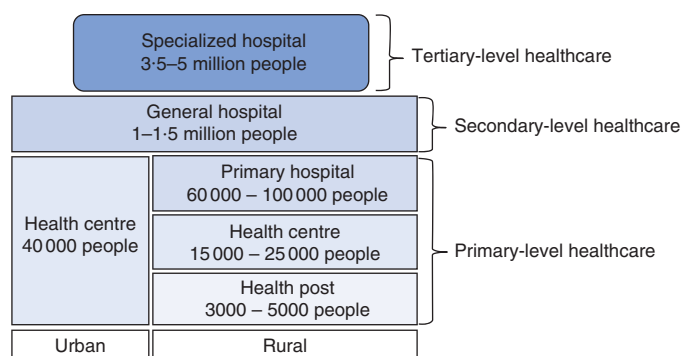 Specialized hospital
3·5–5 million people
Tertiary-level healthcare
General hospital
1–1·5 million people
Secondary-level healthcare
Health centre
40 000 people
Primary hospital
60 000 – 100 000 people
Health centre
15 000 – 25 000 people
Health post
3000 – 5000 people
Primary-level healthcare
Urban
Rural